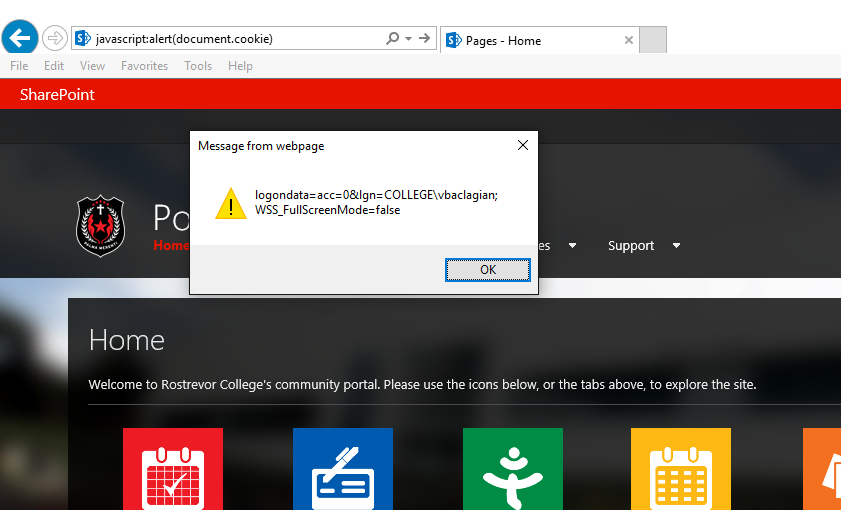 javascript:alert(document.cookie)
Pages - Home
File Edit View Favorites Tools Help
SharePoint
Message from webpage
logondata=acc=0&lgn=COLLEGE\vbaclagian;
WSS_FullScreenMode=false
OK
Po
Home
es
Support
PALMA MERENTI
Home
Welcome to Rostrevor College's community portal. Please use the icons below, or the tabs above, to explore the site.